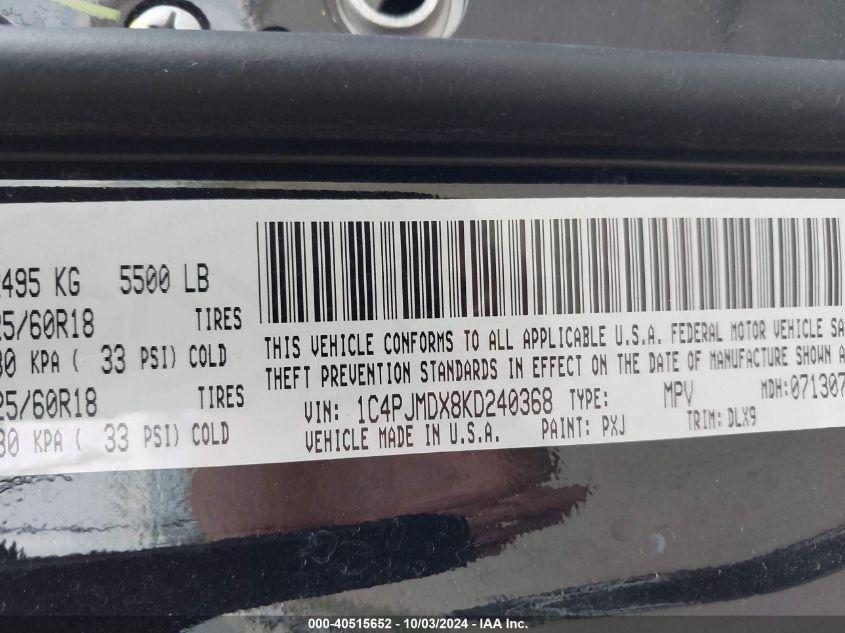 495 KG 5500 LB
25/60R18 TIRES
30 KPA ( 33 PSI) COLD
25/60R18 TIRES
30 KPA ( 33 PSI) COLD
THIS VEHICLE CONFORMS TO ALL APPLICABLE U.S.A. FEDERAL MOTOR VEHICLE SA
THEFT PREVENTION STANDARDS IN EFFECT ON THE DATE OF MANUFACTURE SHOWN A
VIN: 1C4PJMDX8KD240368 TYPE: MPV MDH:071307
VEHICLE MADE IN U.S.A. PAINT: PXJ TRIM: DLX9
000-40515652 - 10/03/2024 - IAA Inc.